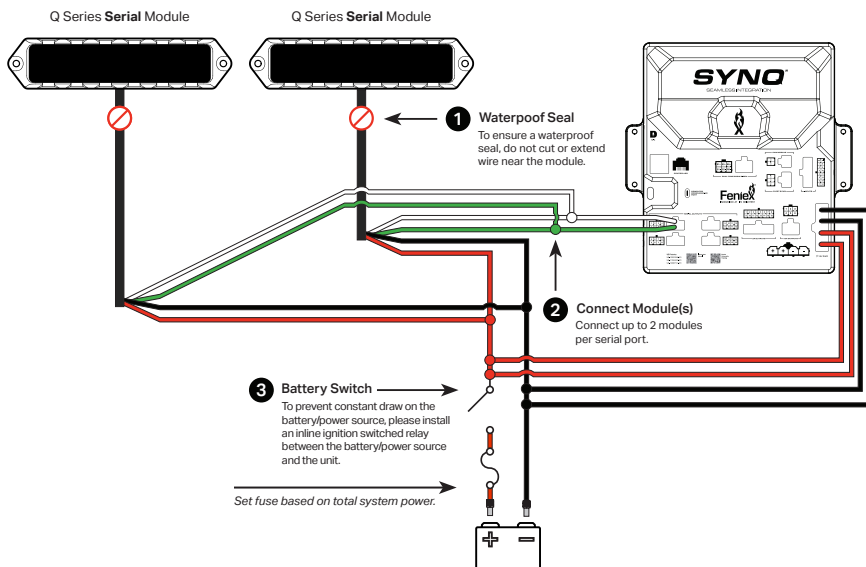 Q Series Serial Module
Q Series Serial Module
SYNQ
SEAMLESS INTEGRATION
Feniex
1 Waterpoof Seal
To ensure a waterproof
seal, do not cut or extend
wire near the module.
2 Connect Module(s)
Connect up to 2 modules
per serial port.
3 Battery Switch
To prevent constant draw on the
battery/power source, please install
an inline ignition switched relay
between the battery/power source
and the unit.
Set fuse based on total system power.
+ −